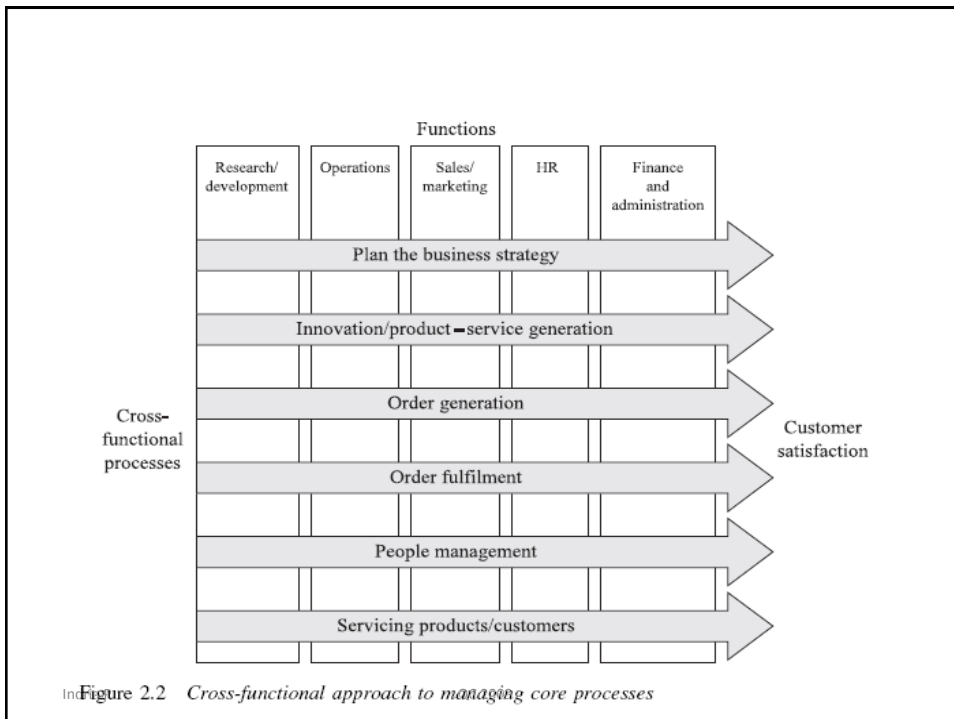 Functions
Research/
development
Operations
Sales/
marketing
HR
Finance
and
administration
Plan the business strategy
Innovation/product–service generation
Order generation
Cross-
functional
processes
Customer
satisfaction
Order fulfilment
People management
Servicing products/customers
Figure 2.2 Cross-functional approach to managing core processes